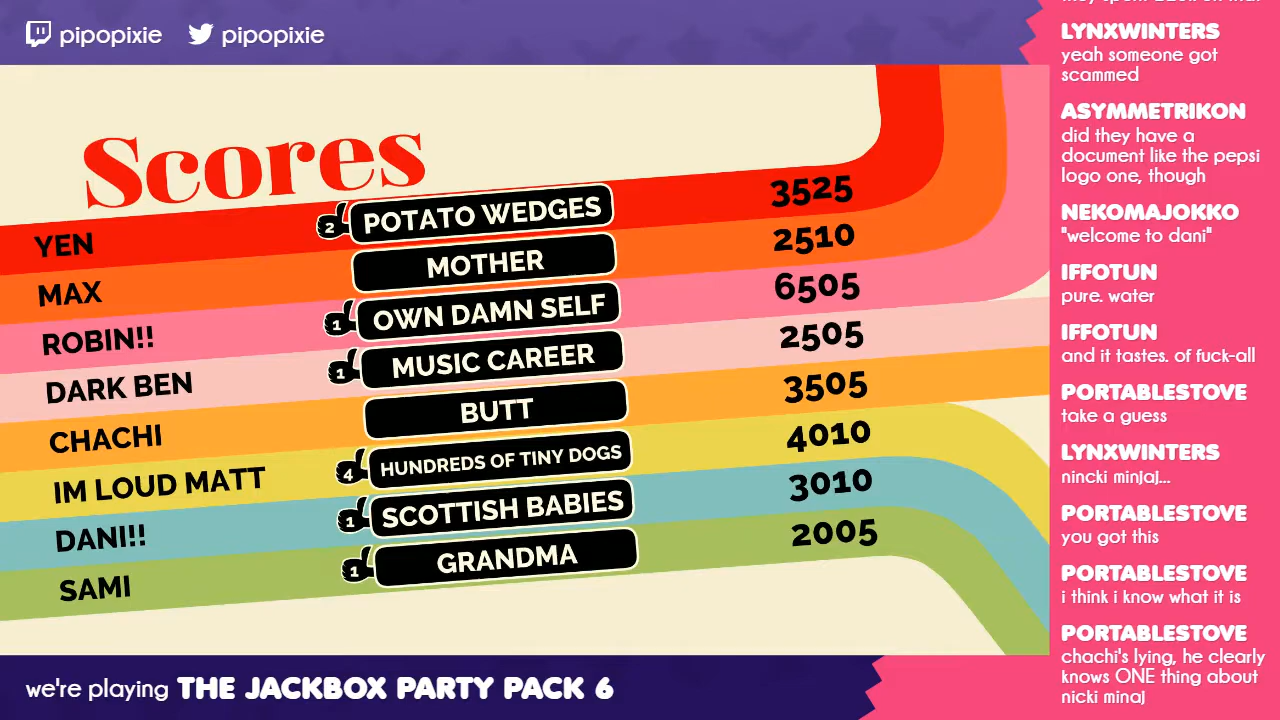 pipopixie pipopixie
Scores
YEN 2 POTATO WEDGES 3525
MAX MOTHER 2510
ROBIN!! 1 OWN DAMN SELF 6505
DARK BEN 1 MUSIC CAREER 2505
CHACHI BUTT 3505
IM LOUD MATT 4 HUNDREDS OF TINY DOGS 4010
DANI!! 1 SCOTTISH BABIES 3010
SAMI 1 GRANDMA 2005
we're playing THE JACKBOX PARTY PACK 6
LYNXWINTERS
yeah someone got
scammed
ASYMMETRIKON
did they have a
document like the pepsi
logo one, though
NEKOMAJOKKO
"welcome to dani"
IFFOTUN
pure. water
IFFOTUN
and it tastes. of fuck-all
PORTABLESTOVE
take a guess
LYNXWINTERS
nincki minjaj...
PORTABLESTOVE
you got this
PORTABLESTOVE
i think i know what it is
PORTABLESTOVE
chachi's lying, he clearly
knows ONE thing about
nicki minaj